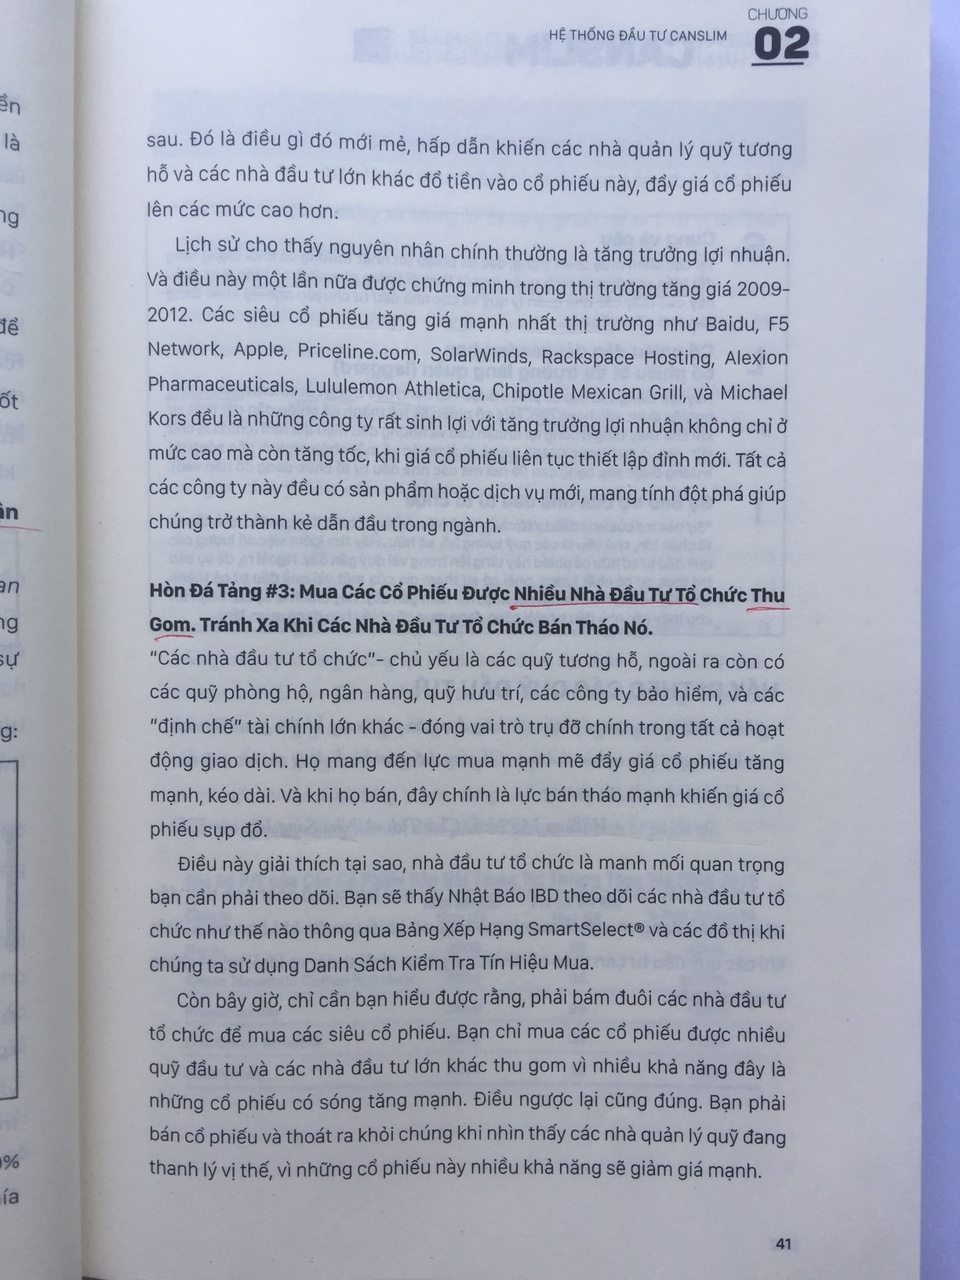 CHƯƠNG
HỆ THỐNG ĐẦU TƯ CANSLIM
02
sau. Đó là điều gì đó mới mẻ, hấp dẫn khiến các nhà quản lý quỹ tương
hỗ và các nhà đầu tư lớn khác đổ tiền vào cổ phiếu này, đẩy giá cổ phiếu
lên các mức cao hơn.
Lịch sử cho thấy nguyên nhân chính thường là tăng trưởng lợi nhuận.
Và điều này một lần nữa được chứng minh trong thị trường tăng giá 2009-
2012. Các siêu cổ phiếu tăng giá mạnh nhất thị trường như Baidu, F5
Network, Apple, Priceline.com, SolarWinds, Rackspace Hosting, Alexion
Pharmaceuticals, Lululemon Athletica, Chipotle Mexican Grill, và Michael
Kors đều là những công ty rất sinh lợi với tăng trưởng lợi nhuận không chỉ ở
mức cao mà còn tăng tốc, khi giá cổ phiếu liên tục thiết lập đỉnh mới. Tất cả
các công ty này đều có sản phẩm hoặc dịch vụ mới, mang tính đột phá giúp
chúng trở thành kẻ dẫn đầu trong ngành.
Hòn Đá Tảng #3: Mua Các Cổ Phiếu Được Nhiều Nhà Đầu Tư Tổ Chức Thu
Gom. Tránh Xa Khi Các Nhà Đầu Tư Tổ Chức Bán Tháo Nó.
"Các nhà đầu tư tổ chức"- chủ yếu là các quỹ tương hỗ, ngoài ra còn có
các quỹ phòng hộ, ngân hàng, quỹ hưu trí, các công ty bảo hiểm, và các
"định chế" tài chính lớn khác - đóng vai trò trụ đỡ chính trong tất cả hoạt
động giao dịch. Họ mang đến lực mua mạnh mẽ đẩy giá cổ phiếu tăng
mạnh, kéo dài. Và khi họ bán, đây chính là lực bán tháo mạnh khiến giá cổ
phiếu sụp đổ.
Điều này giải thích tại sao, nhà đầu tư tổ chức là manh mối quan trọng
bạn cần phải theo dõi. Bạn sẽ thấy Nhật Báo IBD theo dõi các nhà đầu tư tổ
chức như thế nào thông qua Bảng Xếp Hạng SmartSelect® và các đồ thị khi
chúng ta sử dụng Danh Sách Kiểm Tra Tín Hiệu Mua.
Còn bây giờ, chỉ cần bạn hiểu được rằng, phải bám đuôi các nhà đầu tư
tổ chức để mua các siêu cổ phiếu. Bạn chỉ mua các cổ phiếu được nhiều
quỹ đầu tư và các nhà đầu tư lớn khác thu gom vì nhiều khả năng đây là
những cổ phiếu có sóng tăng mạnh. Điều ngược lại cũng đúng. Bạn phải
bán cổ phiếu và thoát ra khỏi chúng khi nhìn thấy các nhà quản lý quỹ đang
thanh lý vị thế, vì những cổ phiếu này nhiều khả năng sẽ giảm giá mạnh.
41